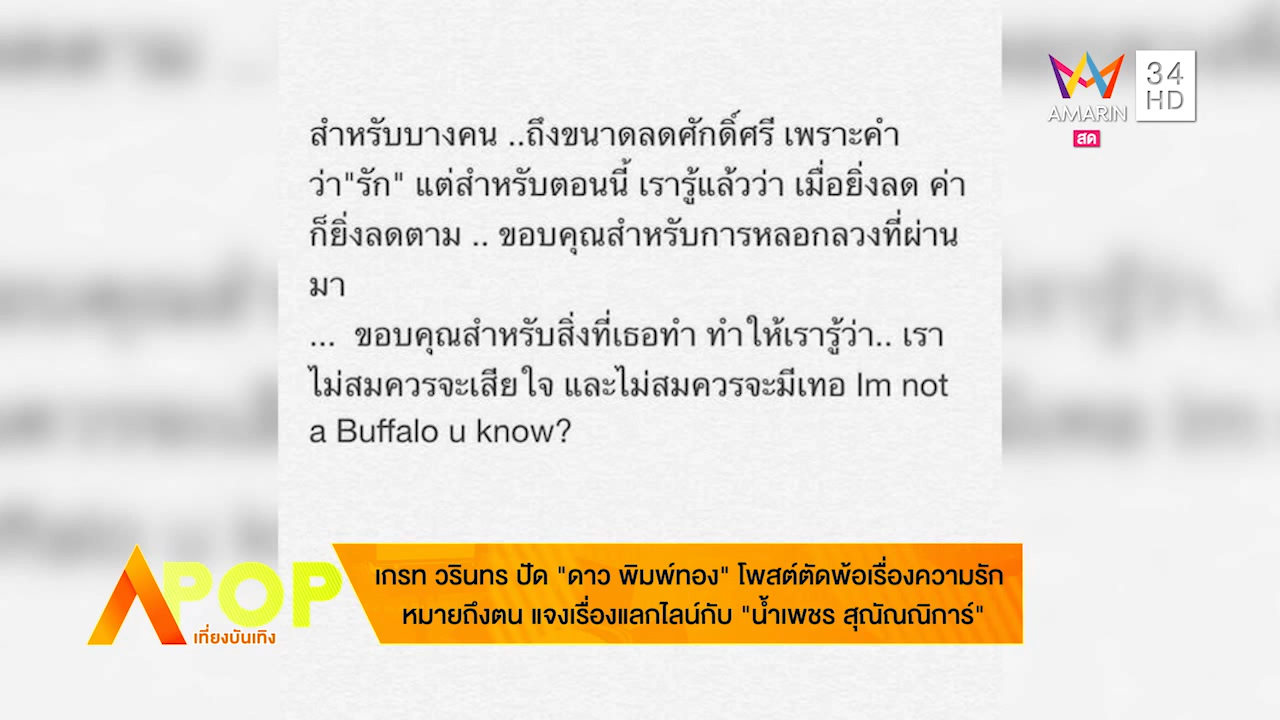 สำหรับบางคน ..ถึงขนาดลดศักดิ์ศรี เพราะคำ
ว่า"รัก" แต่สำหรับตอนนี้ เรารู้แล้วว่า เมื่อยิ่งลด ค่า
ก็ยิ่งลดตาม .. ขอบคุณสำหรับการหลอกลวงที่ผ่าน
มา
... ขอบคุณสำหรับสิ่งที่เธอทำ ทำให้เรารู้ว่า.. เรา
ไม่สมควรจะเสียใจ และไม่สมควรจะมีเทอ Im not
a Buffalo u know?
AMARIN
สด
34
HD
APOP
เที่ยงบันเทิง
เกรท วรินทร ปัด "ดาว พิมพ์ทอง" โพสต์ตัดพ้อเรื่องความรัก
หมายถึงตน แจงเรื่องแลกไลน์กับ "น้ำเพชร สุณัณณิการ์"